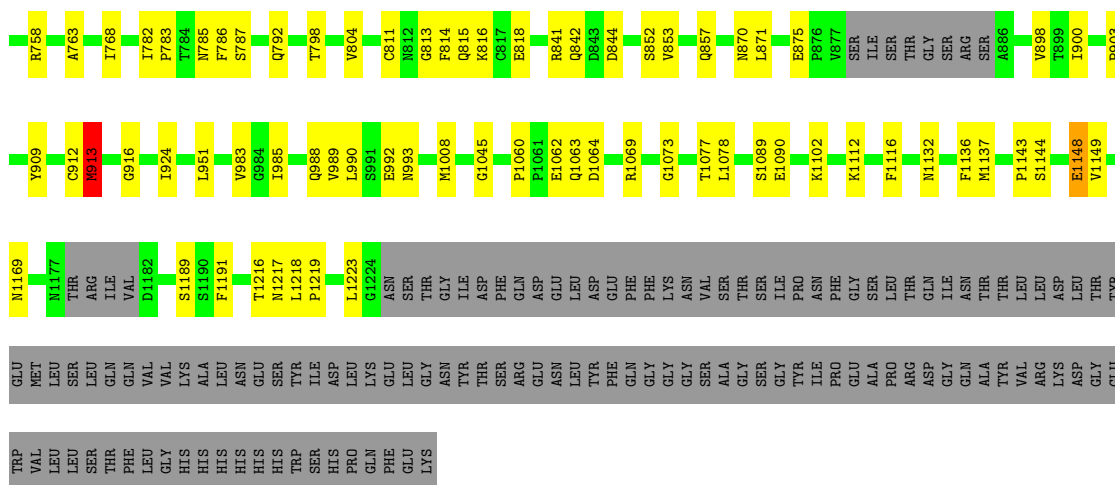 R758 A763 I768 I782 P783 T784 N785 F786 S787 Q792 T798 V804 C811 N812 G813 F814 Q815 K816 C817 E818 R841 Q842 D843 D844 S852 V853 Q857 N870 L871 E875 P876 V877 SER ILE SER THR GLY SER ARG SER A886 V898 T899 I900
Y909 C912 M913 G916 I924 L951 V983 G984 I985 Q988 V989 L990 S991 E992 N993 M1008 G1045 P1060 P1061 E1062 Q1063 D1064 R1069 G1073 T1077 L1078 S1089 E1090 K1102 K1112 F1116 N1132 F1136 M1137 P1143 S1144 E1148 V1149
N1169 N1177 THR ARG ILE VAL D1182 S1189 S1190 F1191 T1216 N1217 L1218 P1219 L1223 G1224 ASN SER THR GLY ILE ASP PHE GLN ASP GLU LEU ASP GLU PHE PHE LYS ASN VAL SER THR SER ILE PRO ASN PHE GLY SER LEU THR GLN ILE ASN THR THR LEU LEU ASP LEU THR TYR
GLU MET LEU SER LEU GLN GLN VAL VAL LYS ALA LEU ASN GLU SER TYR ILE ASP LEU LYS GLU LEU GLY ASN TYR THR SER ARG GLU ASN LEU TYR PHE GLN GLY GLY GLY SER ALA GLY SER GLY TYR ILE PRO GLU ALA PRO ARG ASP GLY GLN ALA TYR VAL ARG LYS ASP GLY GLU
TRP VAL LEU LEU SER THR PHE LEU GLY HIS HIS HIS HIS HIS HIS TRP SER HIS PRO GLN PHE GLU LYS